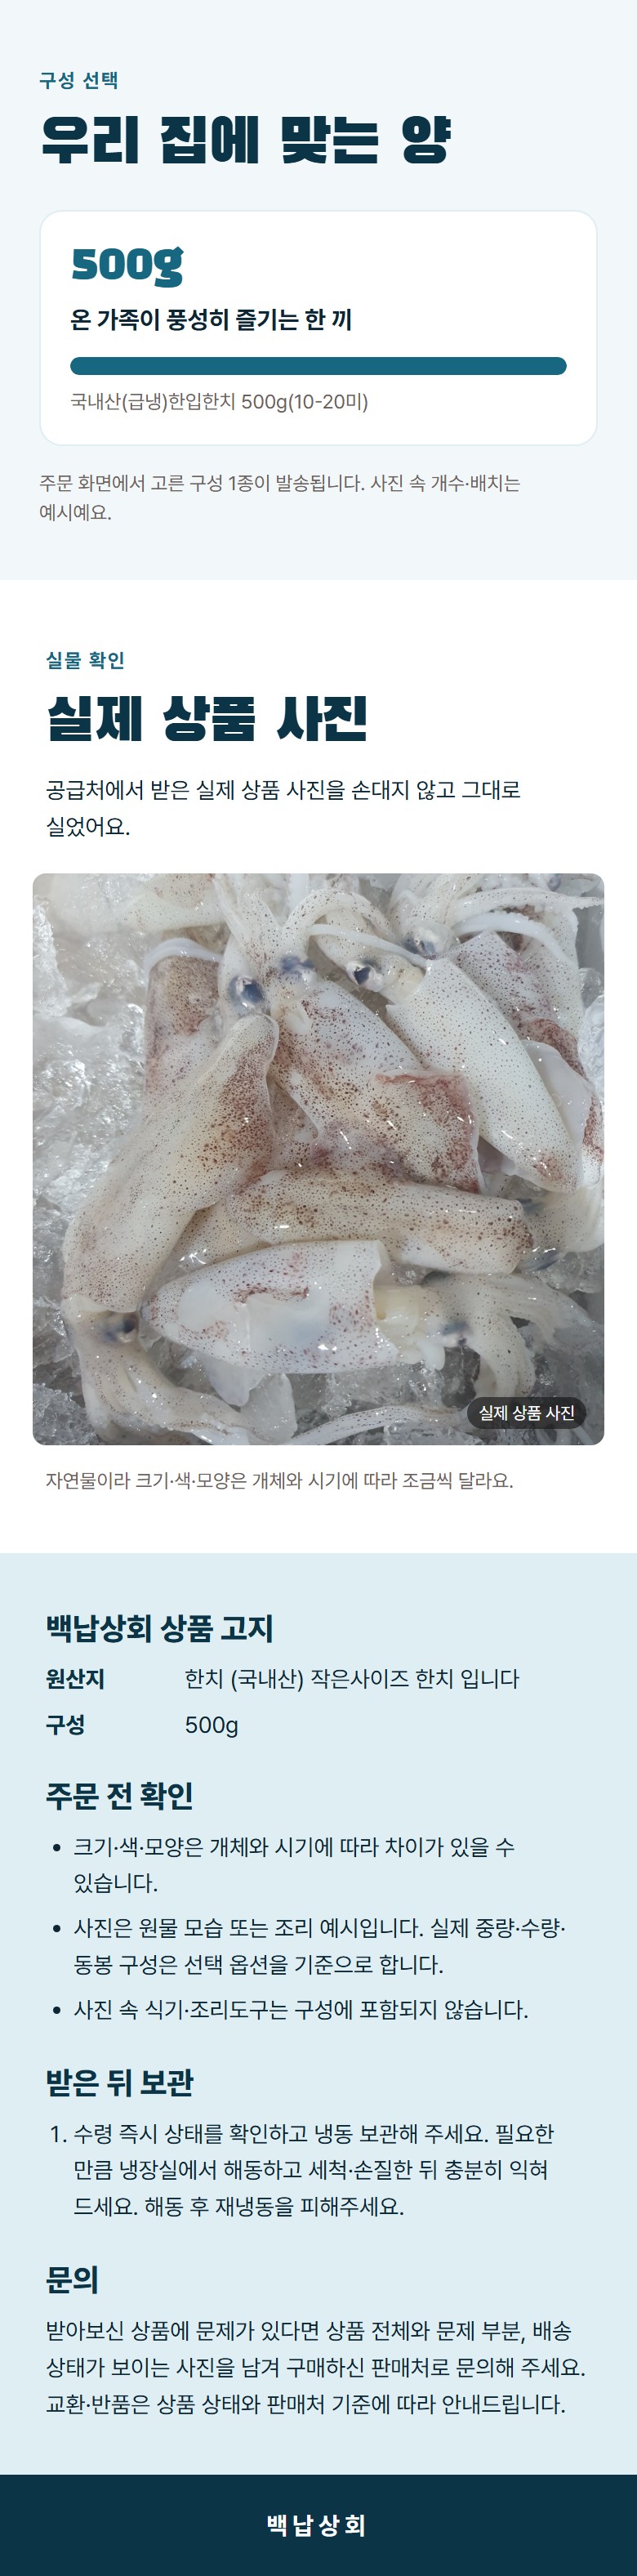 구성 선택
우리 집에 맞는 양
500g
온 가족이 풍성히 즐기는 한 끼
국내산(급냉)한입한치 500g(10-20미)
주문 화면에서 고른 구성 1종이 발송됩니다. 사진 속 개수·배치는
예시예요.
실물 확인
실제 상품 사진
공급처에서 받은 실제 상품 사진을 손대지 않고 그대로
실었어요.
실제 상품 사진
자연물이라 크기·색·모양은 개체와 시기에 따라 조금씩 달라요.
백납상회 상품 고지
원산지 한치 (국내산) 작은사이즈 한치 입니다
구성 500g
주문 전 확인
• 크기·색·모양은 개체와 시기에 따라 차이가 있을 수
있습니다.
• 사진은 원물 모습 또는 조리 예시입니다. 실제 중량·수량·
동봉 구성은 선택 옵션을 기준으로 합니다.
• 사진 속 식기·조리도구는 구성에 포함되지 않습니다.
받은 뒤 보관
1. 수령 즉시 상태를 확인하고 냉동 보관해 주세요. 필요한
만큼 냉장실에서 해동하고 세척·손질한 뒤 충분히 익혀
드세요. 해동 후 재냉동을 피해주세요.
문의
받아보신 상품에 문제가 있다면 상품 전체와 문제 부분, 배송
상태가 보이는 사진을 남겨 구매하신 판매처로 문의해 주세요.
교환·반품은 상품 상태와 판매처 기준에 따라 안내드립니다.
백납상회